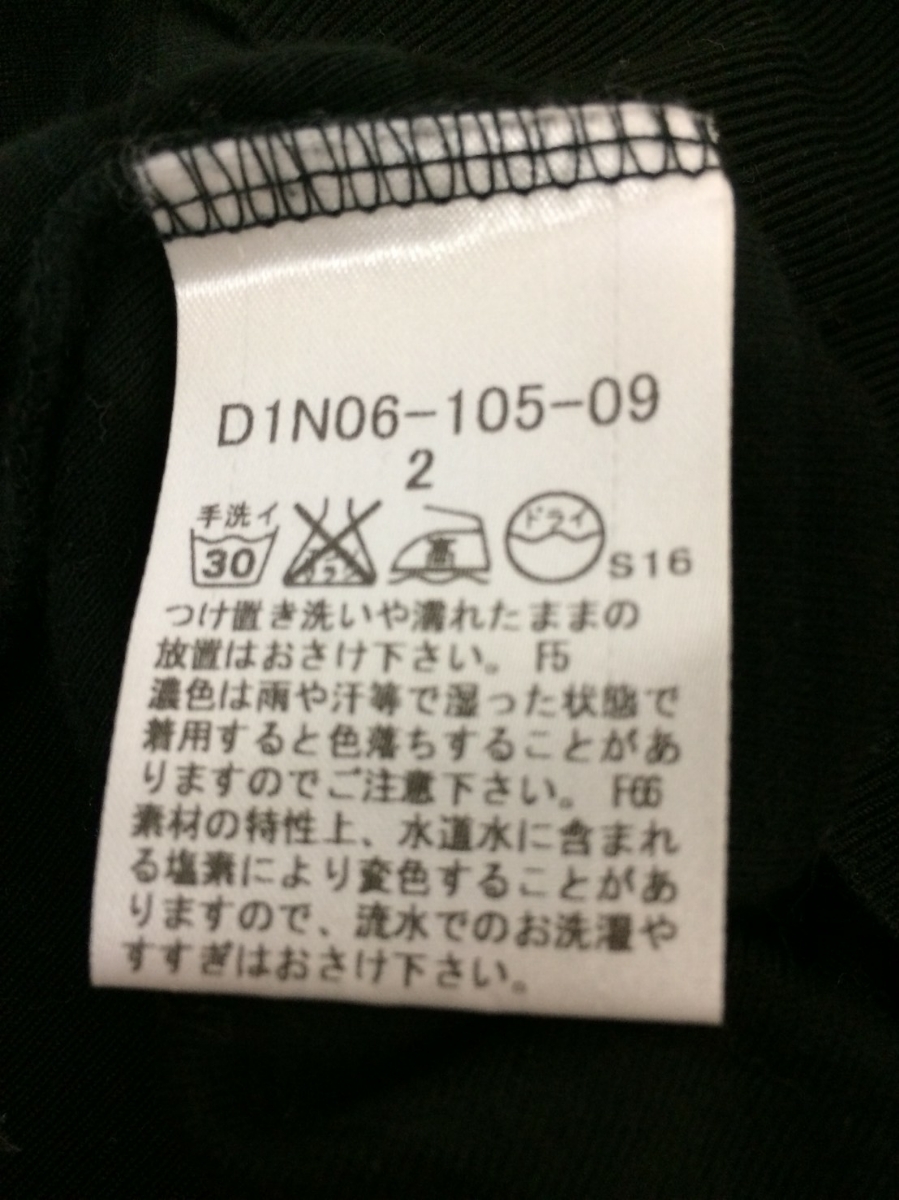 D1N06-105-09
2
手洗イ
30
高
ドライ
S16
つけ置き洗いや濡れたままの
放置はおさけ下さい。 F5
濃色は雨や汗等で湿った状態で
着用すると色落ちすることがあ
りますのでご注意下さい。 F66
素材の特性上、水道水に含まれ
る塩素により変色することがあ
りますので、流水でのお洗濯や
すすぎはおさけ下さい。